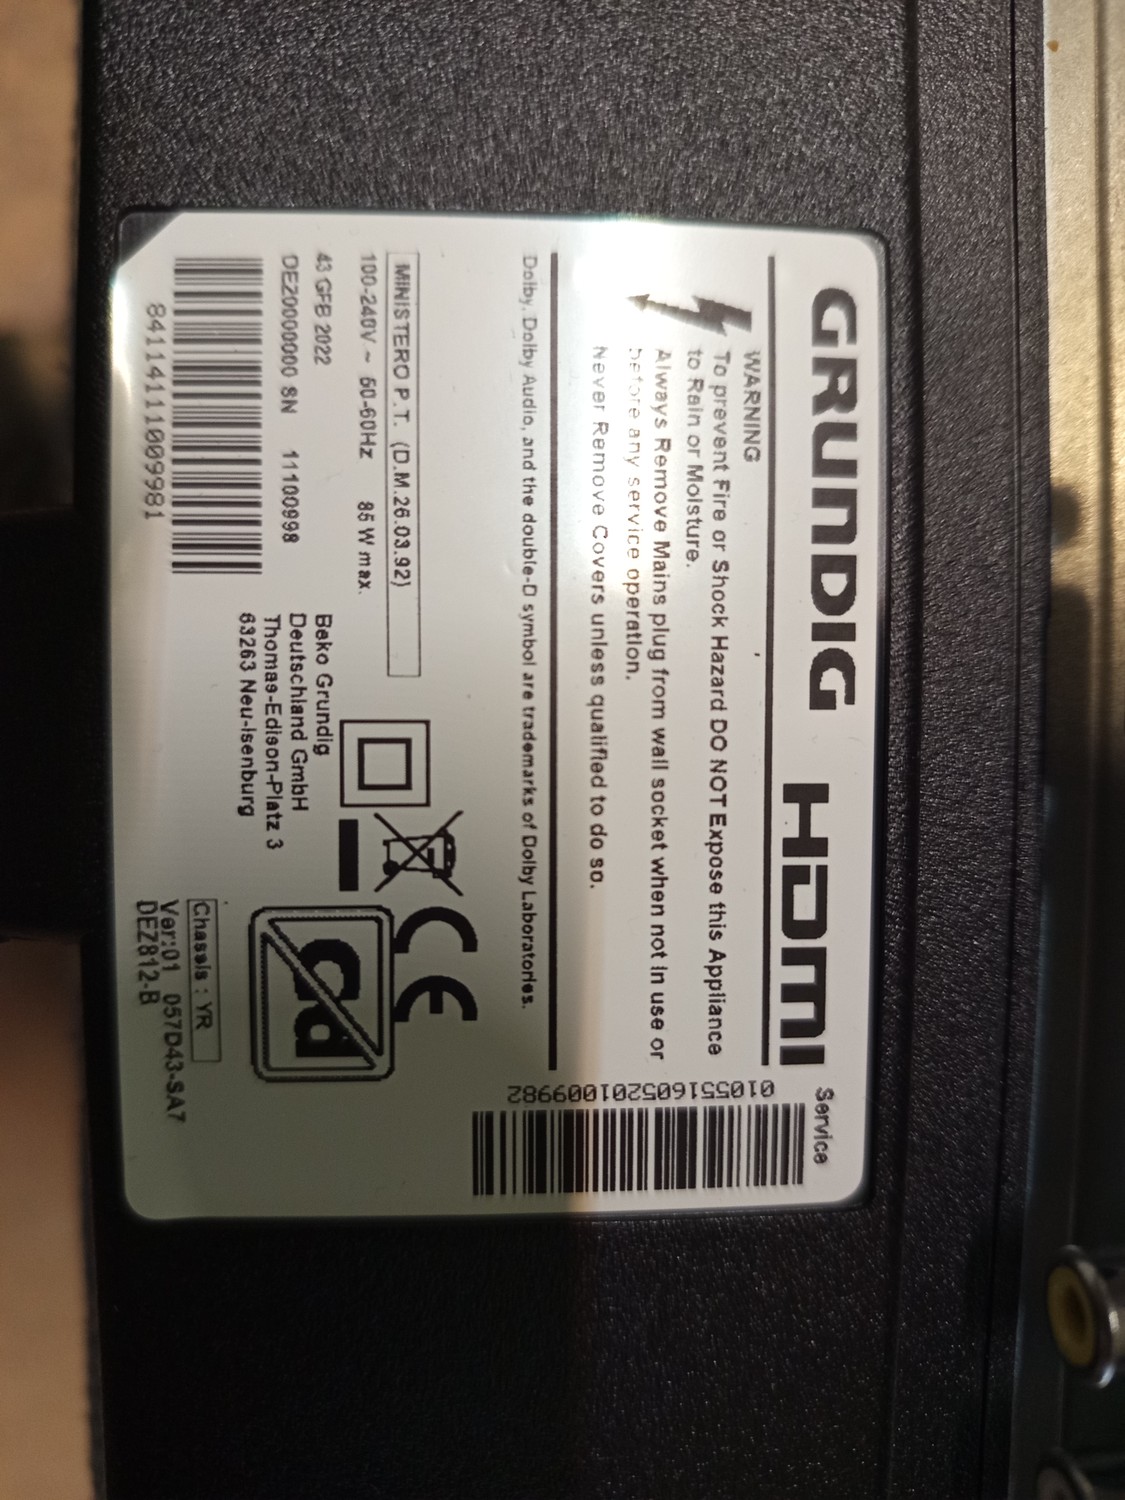 GRUNDIG HDMI
Service
WARNING
To prevent Fire or Shock Hazard DO NOT Expose this Appliance
to Rain or Moisture.
Always Remove Mains plug from wall socket when not in use or
before any service operation.
Never Remove Covers unless qualified to do so.
010551605201009982
Dolby, Dolby Audio, and the double-D symbol are trademarks of Dolby Laboratories.
MINISTERO P.T. (D.M.26.03.92)
100-240V ~ 50-60Hz 85 W max.
43 GFB 2022
DEZ000000 SN 11100998
8411411110099981
Beko Grundig
Deutschland GmbH
Thomas-Edison-Platz 3
63263 Neu-Isenburg
CE
Cd
Chassis : YR
Ver:01 057D43-SA7
DEZ812-B